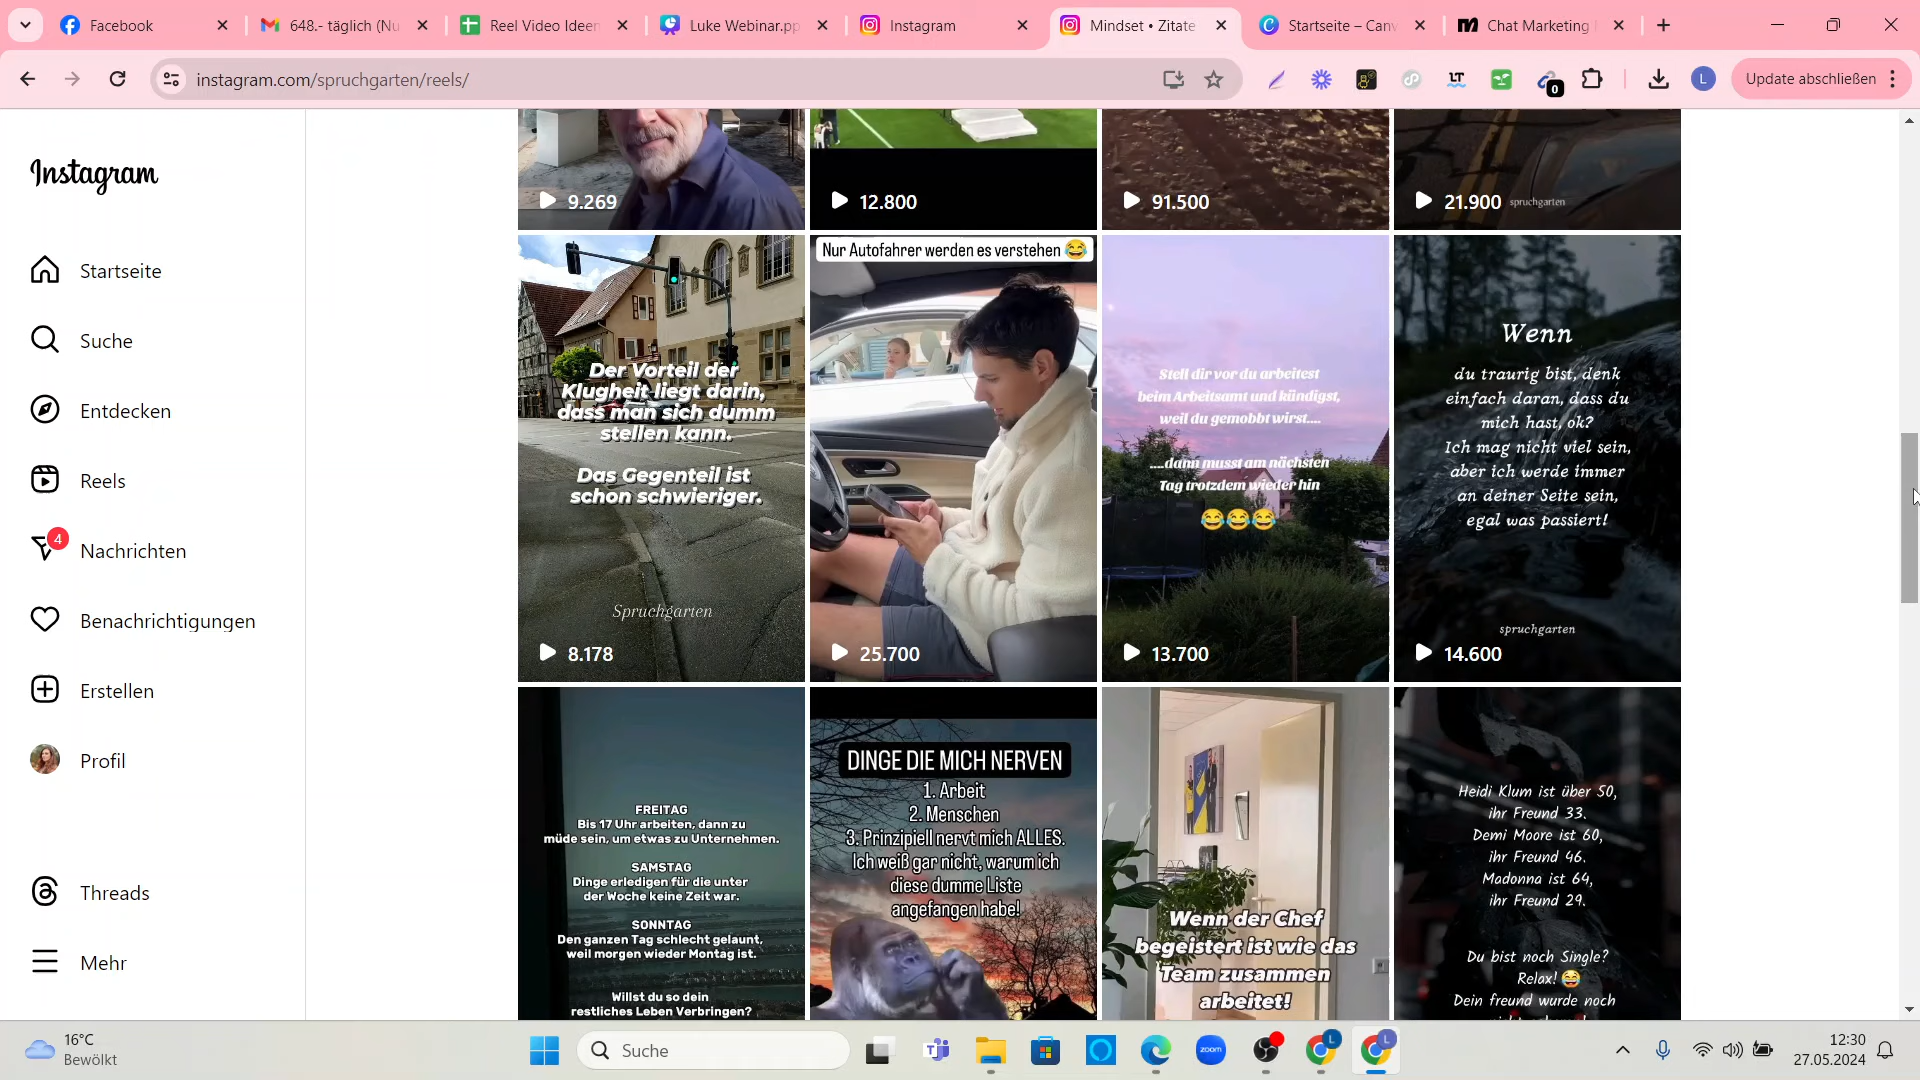 Facebook
648.- täglich (Nu
Reel Video Ideen
Luke Webinar.pp
Instagram
Mindset • Zitate
Startseite – Canv
Chat Marketing
instagram.com/spruchgarten/reels/
LT
0
L
Update abschließen
Instagram
Startseite
Suche
Entdecken
Reels
4
Nachrichten
Benachrichtigungen
Erstellen
Profil
Threads
Mehr
9.269
12.800
91.500
21.900
spruchgarten
Der Vorteil der
Klugheit liegt darin,
dass man sich dumm
stellen kann.
Das Gegenteil ist
schon schwieriger.
Spruchgarten
8.178
Nur Autofahrer werden es verstehen 😂
25.700
Stell dir vor du arbeitest
beim Arbeitsamt und kündigst,
weil du gemobbt wirst....
....dann musst am nächsten
Tag trotzdem wieder hin
😂😂😂
13.700
Wenn
du traurig bist, denk
einfach daran, dass du
mich hast, ok?
Ich mag nicht viel sein,
aber ich werde immer
an deiner Seite sein,
egal was passiert!
spruchgarten
14.600
FREITAG
Bis 17 Uhr arbeiten, dann zu
müde sein, um etwas zu Unternehmen.
SAMSTAG
Dinge erledigen für die unter
der Woche keine Zeit war.
SONNTAG
Den ganzen Tag schlecht gelaunt,
weil morgen wieder Montag ist.
Willst du so dein
restliches Leben Verbringen?
DINGE DIE MICH NERVEN
1. Arbeit
2. Menschen
3. Prinzipiell nervt mich ALLES.
Ich weiß gar nicht, warum ich
diese dumme Liste
angefangen habe!
Wenn der Chef
begeistert ist wie das
Team zusammen
arbeitet!
Heidi Klum ist über 50,
ihr Freund 33.
Demi Moore ist 60,
ihr Freund 46.
Madonna ist 64,
ihr Freund 29.
Du bist noch Single?
Relax! 😂
Dein freund wurde noch
16°C
Bewölkt
Suche
zoom
L
L
12:30
27.05.2024